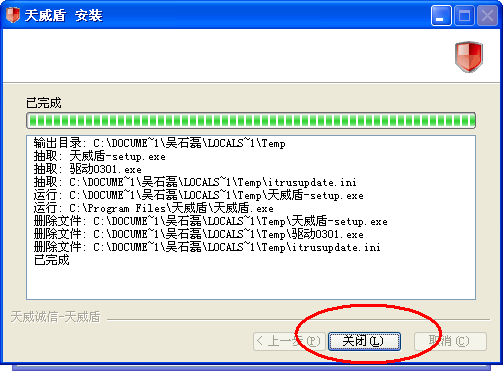 天威盾 安装
已完成
输出目录: C:\DOCUME~1\吴石磊\LOCALS~1\Temp
抽取: 天威盾-setup.exe
抽取: 驱动0301.exe
抽取: C:\DOCUME~1\吴石磊\LOCALS~1\Temp\itrusupdate.ini
运行: C:\DOCUME~1\吴石磊\LOCALS~1\Temp\天威盾-setup.exe
运行: C:\Program Files\天威盾\天威盾.exe
删除文件: C:\DOCUME~1\吴石磊\LOCALS~1\Temp\天威盾-setup.exe
删除文件: C:\DOCUME~1\吴石磊\LOCALS~1\Temp\驱动0301.exe
删除文件: C:\DOCUME~1\吴石磊\LOCALS~1\Temp\itrusupdate.ini
已完成
天威诚信-天威盾
< 上一步(P) 关闭(L) 取消(C)